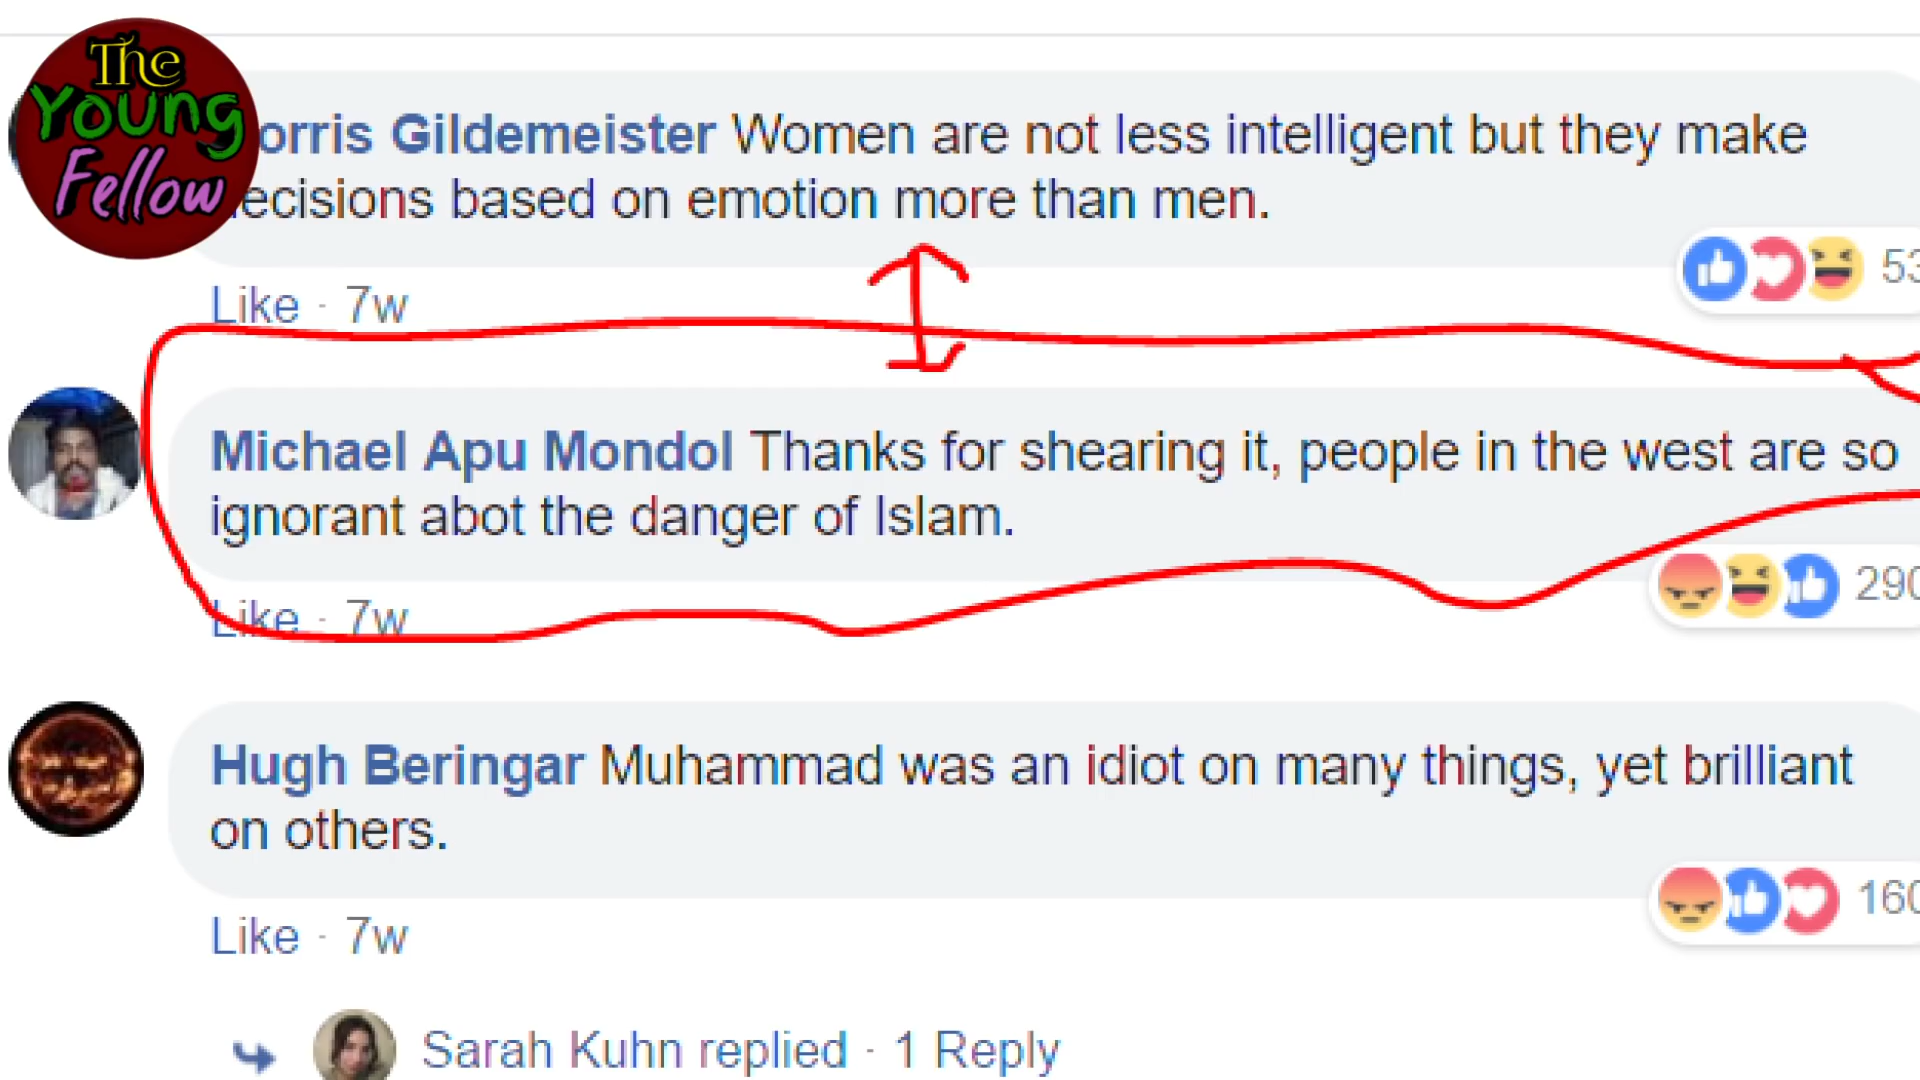 The
Young
Fellow
orris Gildemeister Women are not less intelligent but they make
ecisions based on emotion more than men.
53
Like · 7w
Michael Apu Mondol Thanks for shearing it, people in the west are so
ignorant abot the danger of Islam.
290
Like · 7w
Hugh Beringar Muhammad was an idiot on many things, yet brilliant
on others.
160
Like · 7w
Sarah Kuhn replied · 1 Reply